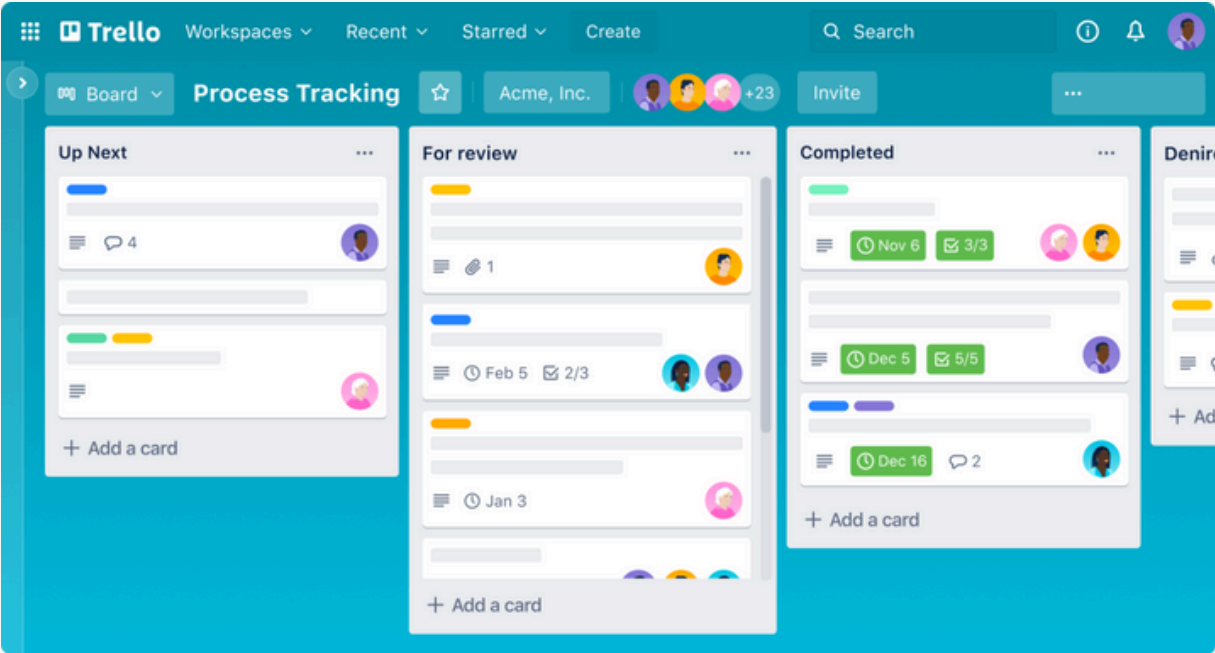 Trello Workspaces Recent Starred Create Search
Board Process Tracking Acme, Inc. +23 Invite
Up Next
4
Add a card
For review
1
Feb 5 2/3
Jan 3
Add a card
Completed
Nov 6 3/3
Dec 5 5/5
Dec 16 2
Add a card
Denire
Ad